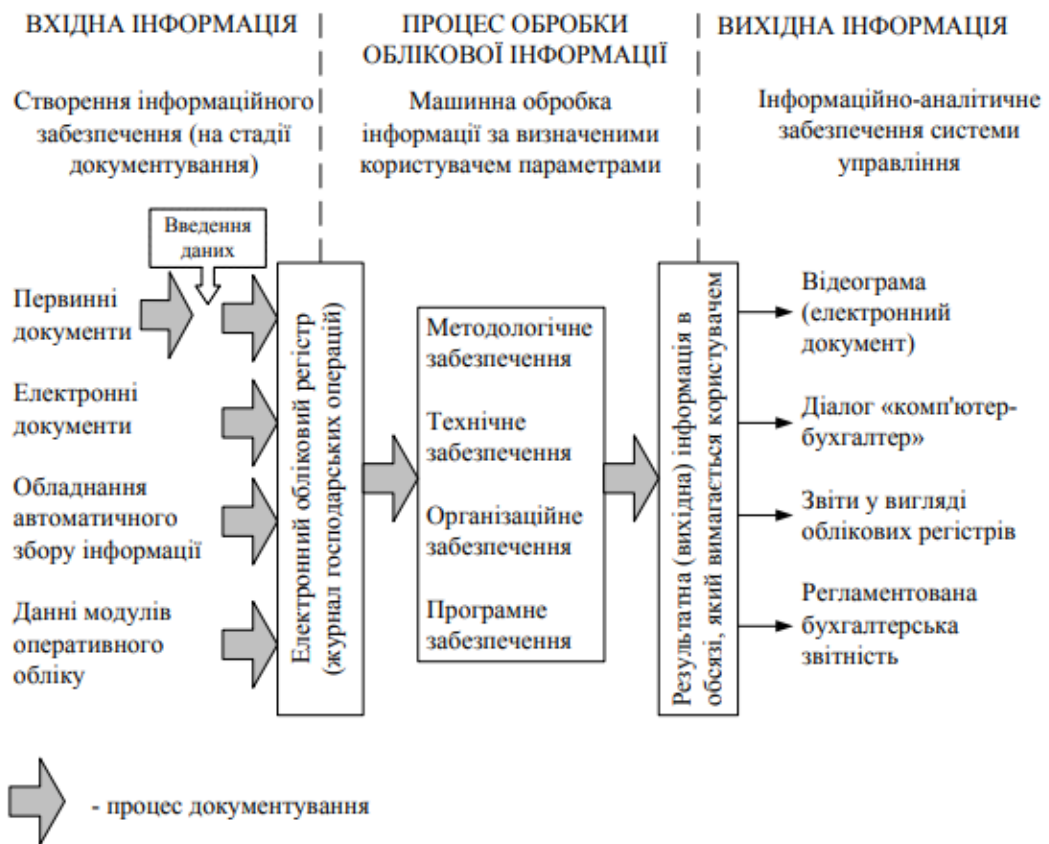 ВХІДНА ІНФОРМАЦІЯ
Створення інформаційного
забезпечення (на стадії
документування)
ПРОЦЕС ОБРОБКИ
ОБЛІКОВОЇ ІНФОРМАЦІЇ
Машинна обробка
інформації за визначеними
користувачем параметрами
ВИХІДНА ІНФОРМАЦІЯ
Інформаційно-аналітичне
забезпечення системи
управління
Введення
даних
Первинні
документи
Електронні
документи
Обладнання
автоматичного
збору інформації
Данні модулів
оперативного
обліку
Електронний обліковий регістр
(журнал господарських операцій)
Методологічне
забезпечення
Технічне
забезпечення
Організаційне
забезпечення
Програмне
забезпечення
Результатна (вихідна) інформація в
обсязі, який вимагається користувачем
Відеограма
(електронний
документ)
Діалог «комп'ютер-
бухгалтер»
Звіти у вигляді
облікових регістрів
Регламентована
бухгалтерська
звітність
- процес документування